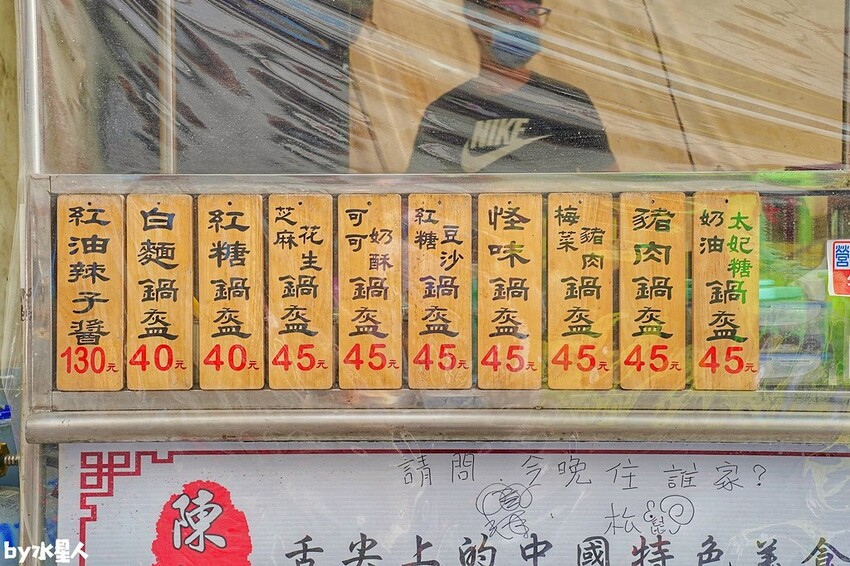 NIKE
紅油辣子醬
130元
白麵鍋盔
40元
紅糖鍋盔
40元
芝麻花生鍋盔
45元
可可奶酥鍋盔
45元
紅糖豆沙鍋盔
45元
怪味鍋盔
45元
梅菜豬肉鍋盔
45元
豬肉鍋盔
45元
奶油太妃糖鍋盔
45元
營
請問.今晚住誰家?
松鼠
陳
舌尖上的中國特色美食
by水星人